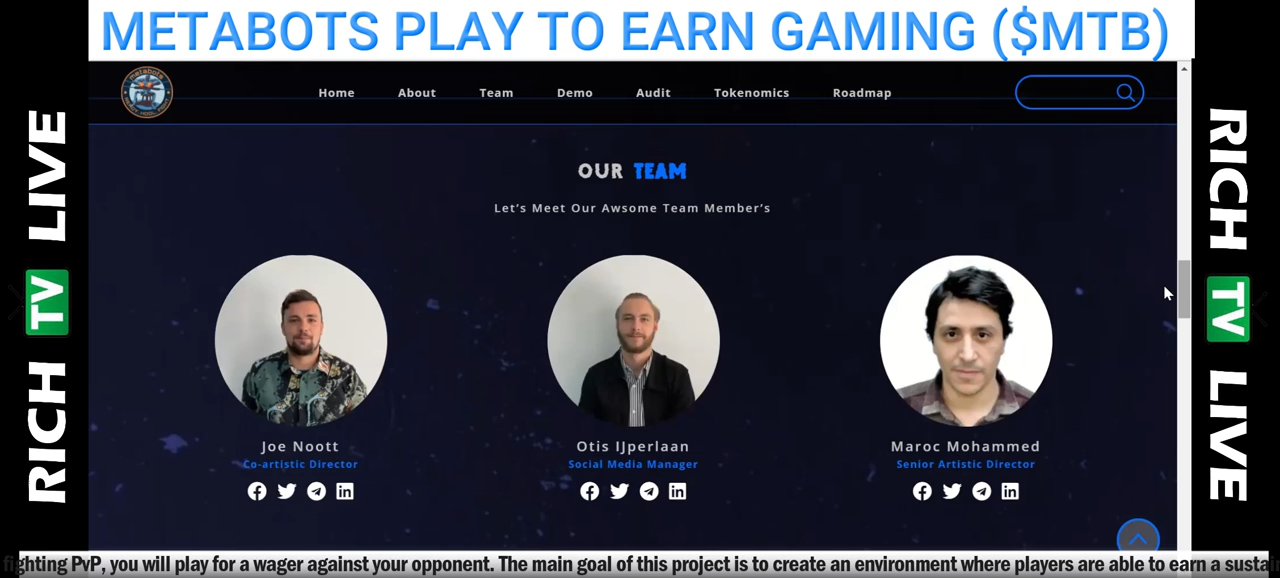 METABOTS PLAY TO EARN GAMING ($MTB)
Home About Team Demo Audit Tokenomics Roadmap
OUR TEAM
Let's Meet Our Awsome Team Member's
Joe Noott
Co-artistic Director
Otis IJperlaan
Social Media Manager
Maroc Mohammed
Senior Artistic Director
RICH TV LIVE
RICH TV LIVE
fighting PvP, you will play for a wager against your opponent. The main goal of this project is to create an environment where players are able to earn a sustai